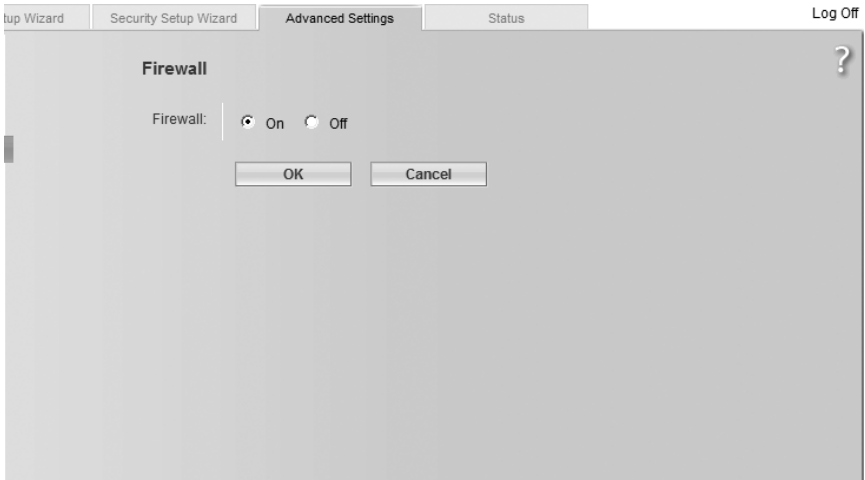 tup Wizard Security Setup Wizard Advanced Settings Status Log Off
?
Firewall
Firewall: On Off
OK Cancel